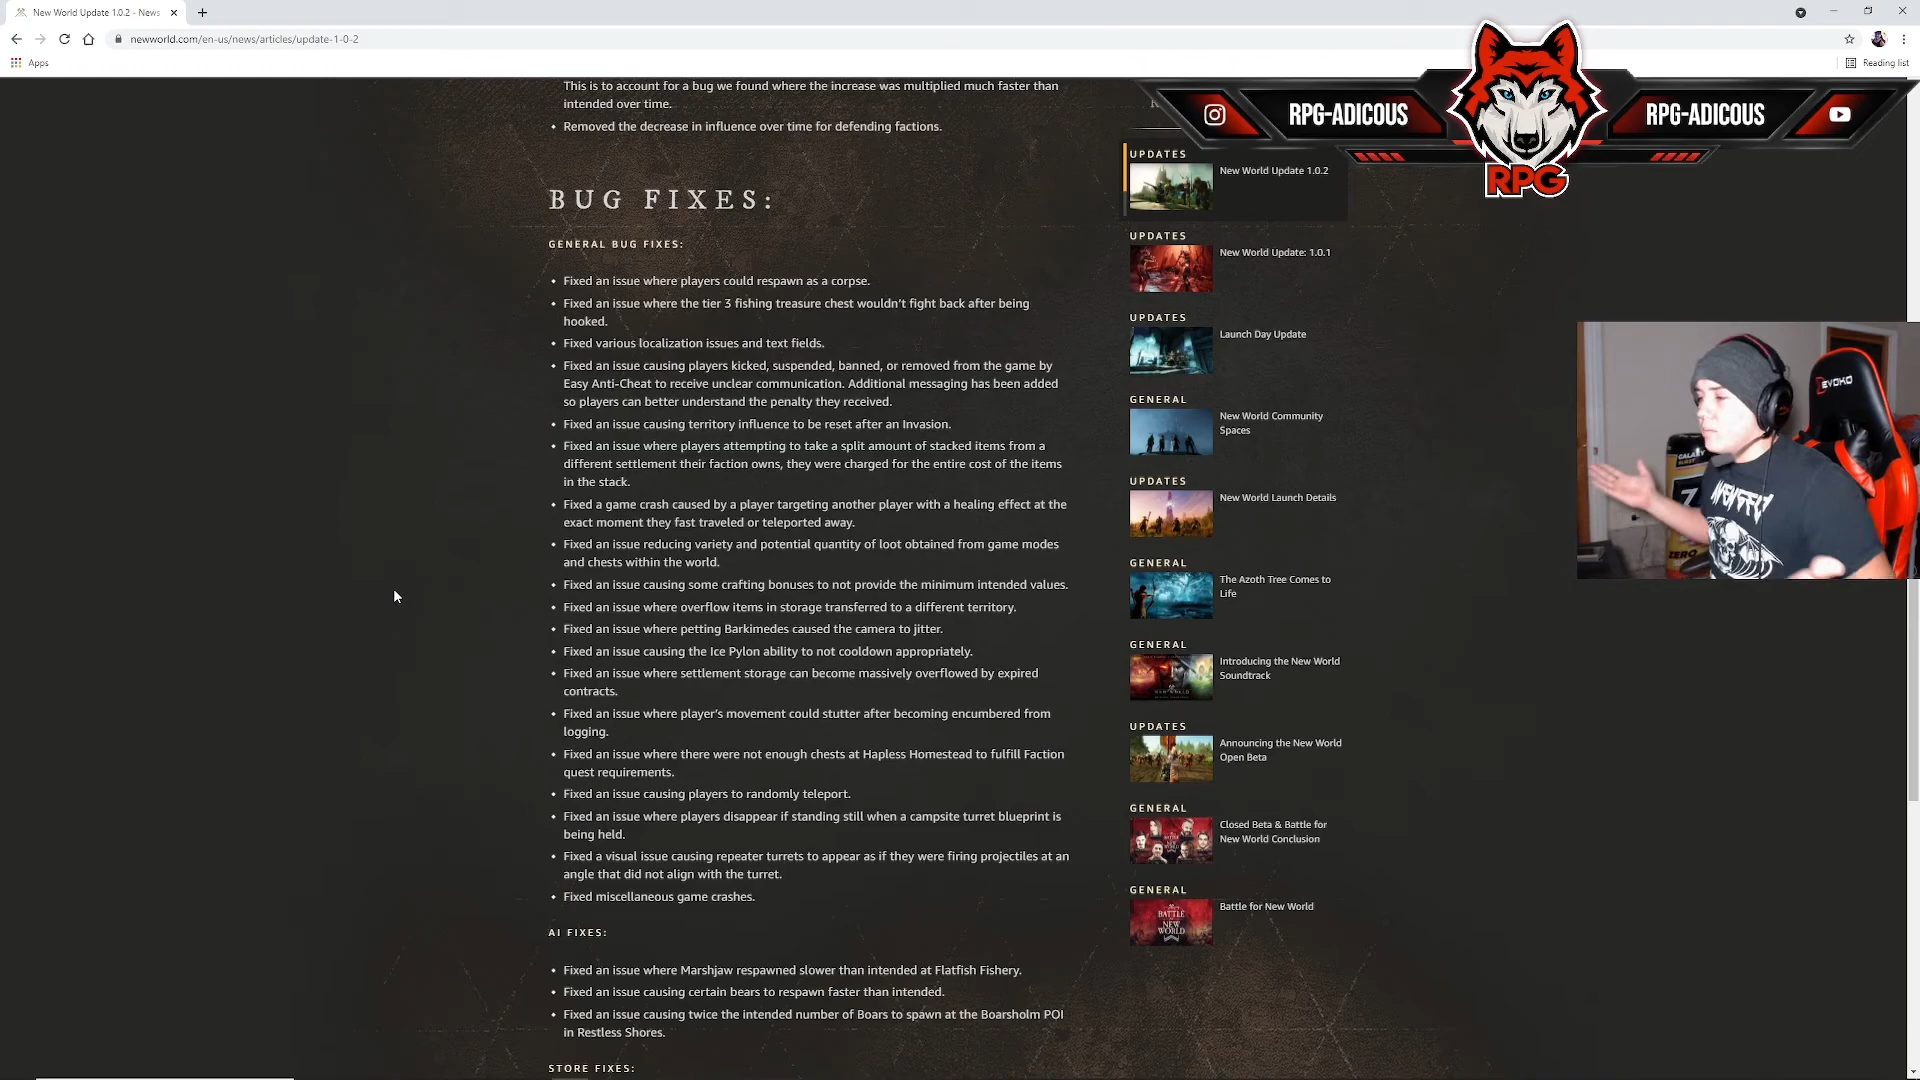 New World Update 1.0.2 - News
newworld.com/en-us/news/articles/update-1-0-2
Apps
Reading list
This is to account for a bug we found where the increase was multiplied much faster than
intended over time.
Removed the decrease in influence over time for defending factions.
BUG FIXES:
GENERAL BUG FIXES:
Fixed an issue where players could respawn as a corpse.
Fixed an issue where the tier 3 fishing treasure chest wouldn't fight back after being
hooked.
Fixed various localization issues and text fields.
Fixed an issue causing players kicked, suspended, banned, or removed from the game by
Easy Anti-Cheat to receive unclear communication. Additional messaging has been added
so players can better understand the penalty they received.
Fixed an issue causing territory influence to be reset after an Invasion.
Fixed an issue where players attempting to take a split amount of stacked items from a
different settlement their faction owns, they were charged for the entire cost of the items
in the stack.
Fixed a game crash caused by a player targeting another player with a healing effect at the
exact moment they fast traveled or teleported away.
Fixed an issue reducing variety and potential quantity of loot obtained from game modes
and chests within the world.
Fixed an issue causing some crafting bonuses to not provide the minimum intended values.
Fixed an issue where overflow items in storage transferred to a different territory.
Fixed an issue where petting Barkimedes caused the camera to jitter.
Fixed an issue causing the Ice Pylon ability to not cooldown appropriately.
Fixed an issue where settlement storage can become massively overflowed by expired
contracts.
Fixed an issue where player's movement could stutter after becoming encumbered from
logging.
Fixed an issue where there were not enough chests at Hapless Homestead to fulfill Faction
quest requirements.
Fixed an issue causing players to randomly teleport.
Fixed an issue where players disappear if standing still when a campsite turret blueprint is
being held.
Fixed a visual issue causing repeater turrets to appear as if they were firing projectiles at an
angle that did not align with the turret.
Fixed miscellaneous game crashes.
AI FIXES:
Fixed an issue where Marshjaw respawned slower than intended at Flatfish Fishery.
Fixed an issue causing certain bears to respawn faster than intended.
Fixed an issue causing twice the intended number of Boars to spawn at the Boarsholm POI
in Restless Shores.
STORE FIXES:
UPDATES
New World Update 1.0.2
UPDATES
New World Update: 1.0.1
UPDATES
Launch Day Update
GENERAL
New World Community
Spaces
UPDATES
New World Launch Details
GENERAL
The Azoth Tree Comes to
Life
GENERAL
Introducing the New World
Soundtrack
UPDATES
Announcing the New World
Open Beta
GENERAL
Closed Beta & Battle for
New World Conclusion
GENERAL
BATTLE
NEW
WORLD
Battle for New World
RPG-ADICOUS
RPG
RPG-ADICOUS
EVOKO
GALAXY
BURST
ZERO